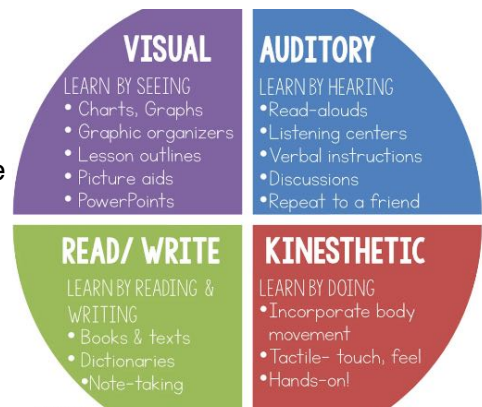 VISUAL
LEARN BY SEEING
• Charts, Graphs
• Graphic organizers
• Lesson outlines
• Picture aids
• PowerPoints
AUDITORY
LEARN BY HEARING
•Read-alouds
•Listening centers
•Verbal instructions
•Discussions
•Repeat to a friend
e
READ/ WRITE
LEARN BY READING &
WRITING
• Books & texts
• Dictionaries
•Note-taking
KINESTHETIC
LEARN BY DOING
•Incorporate body
movement
•Tactile- touch, feel
•Hands-on!